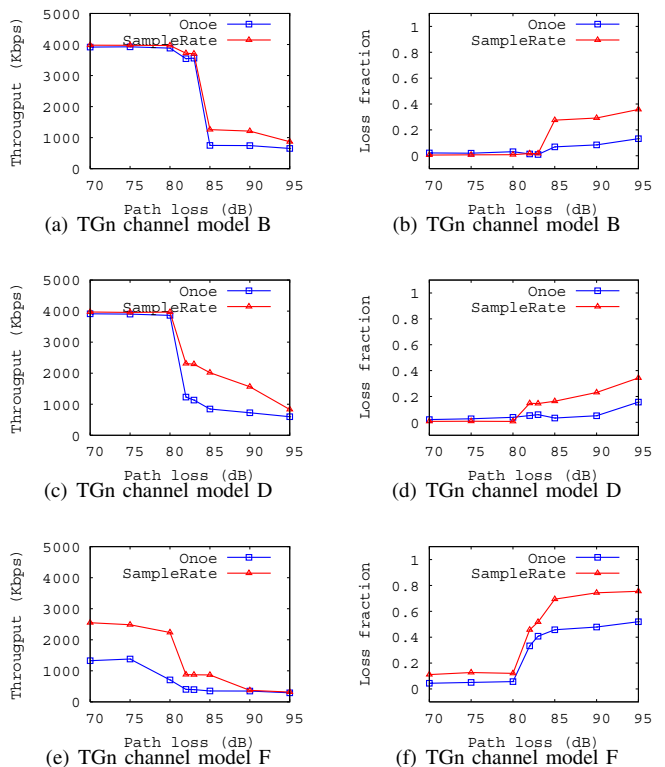 5000
4000
3000
2000
1000
0
Througput (Kbps)
Onoe
SampleRate
70 75 80 85 90 95
Path loss (dB)
(a) TGn channel model B
1
0.8
0.6
0.4
0.2
0
Loss fraction
Onoe
SampleRate
70 75 80 85 90 95
Path loss (dB)
(b) TGn channel model B
5000
4000
3000
2000
1000
0
Througput (Kbps)
Onoe
SampleRate
70 75 80 85 90 95
Path loss (dB)
(c) TGn channel model D
1
0.8
0.6
0.4
0.2
0
Loss fraction
Onoe
SampleRate
70 75 80 85 90 95
Path loss (dB)
(d) TGn channel model D
5000
4000
3000
2000
1000
0
Througput (Kbps)
Onoe
SampleRate
70 75 80 85 90 95
Path loss (dB)
(e) TGn channel model F
1
0.8
0.6
0.4
0.2
0
Loss fraction
Onoe
SampleRate
70 75 80 85 90 95
Path loss (dB)
(f) TGn channel model F